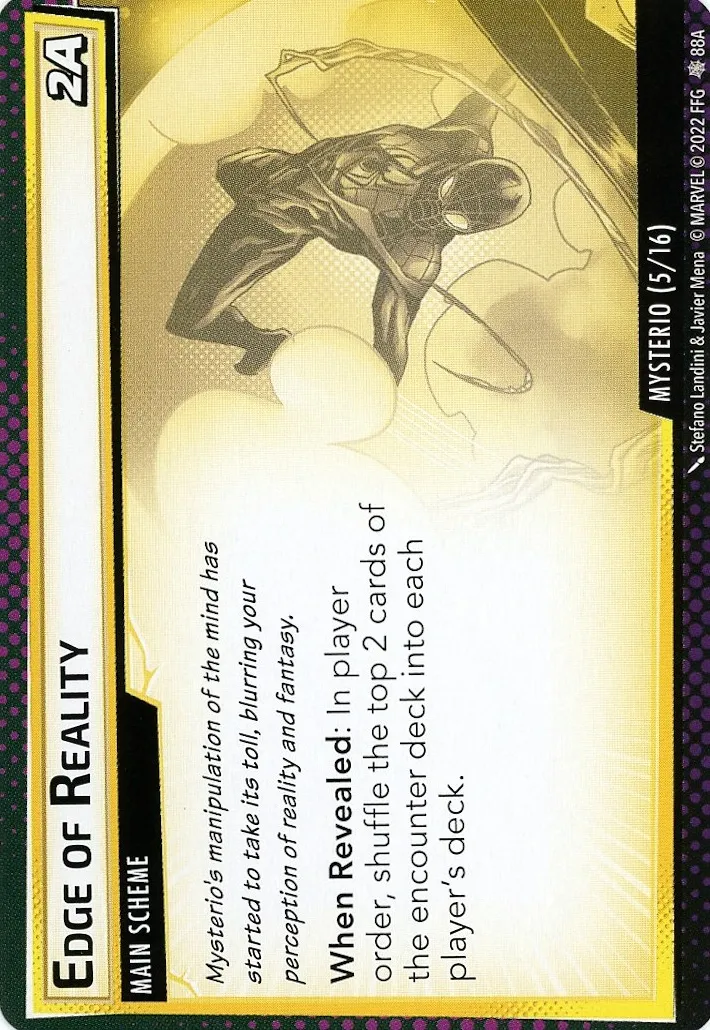 EDGE OF REALITY
2A
MAIN SCHEME
Mysterio's manipulation of the mind has
started to take its toll, blurring your
perception of reality and fantasy.
When Revealed: In player
order, shuffle the top 2 cards of
the encounter deck into each
player's deck.
MYSTERIO (5/16)
Stefano Landini & Javier Mena © MARVEL © 2022 FFG 88A